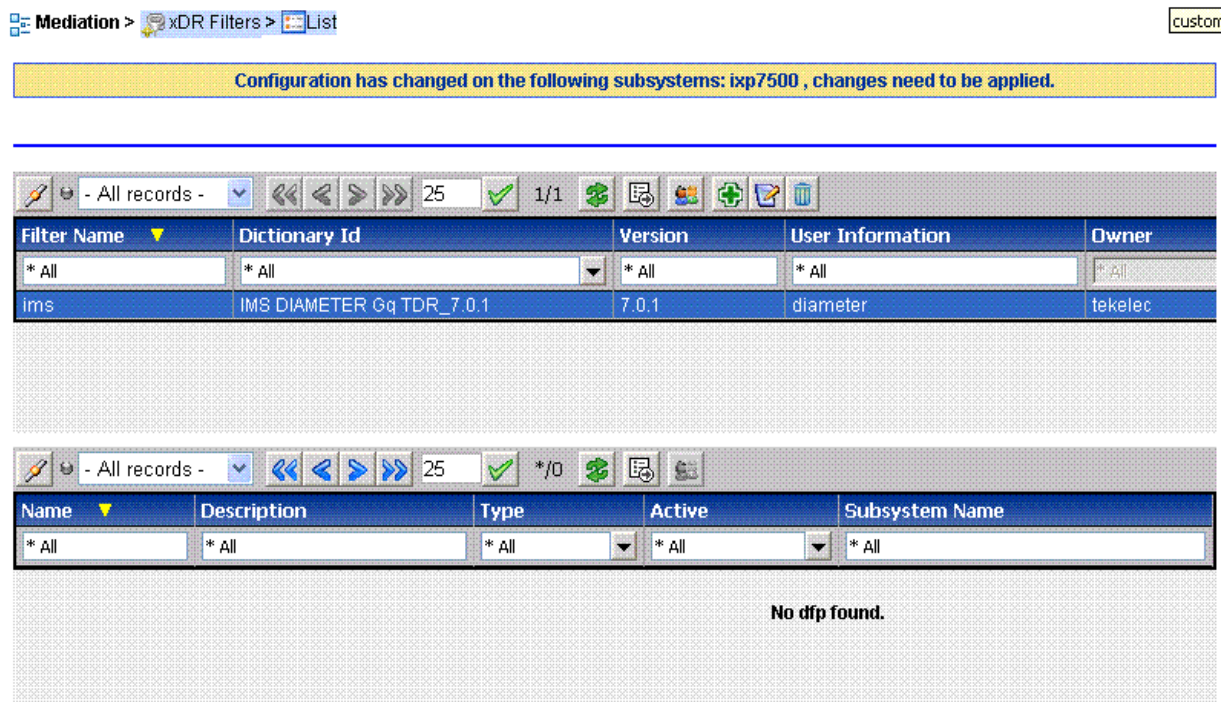 Mediation > xDR Filters > List
custom
Configuration has changed on the following subsystems: ixp7500 , changes need to be applied.
- All records - 25 1/1
Filter Name Dictionary Id Version User Information Owner
* All * All * All * All * All
ims IMS DIAMETER Gq TDR_7.0.1 7.0.1 diameter tekelec
- All records - 25 */0
Name Description Type Active Subsystem Name
* All * All * All * All * All
No dfp found.